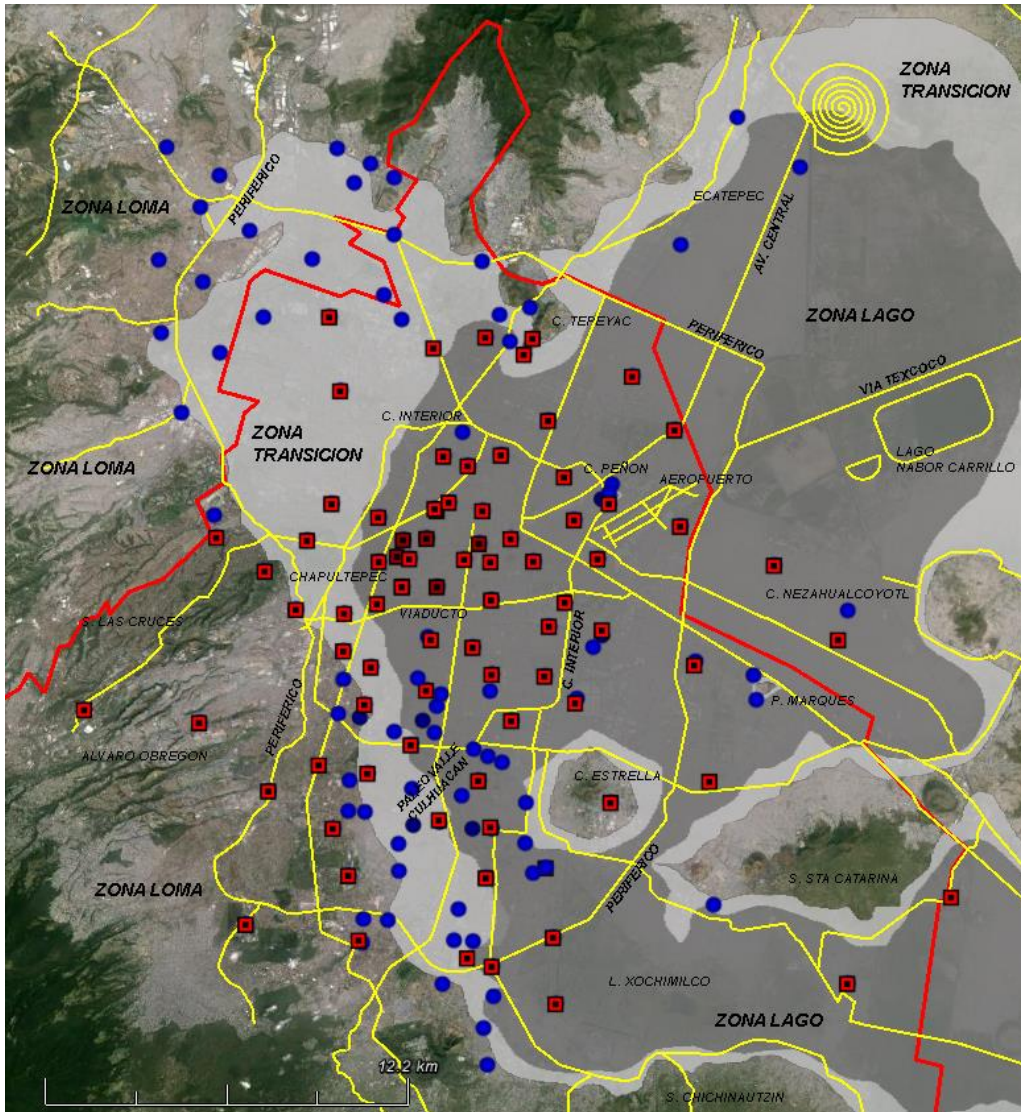 ZONA
TRANSICION
ZONA LOMA
PERIFERICO
ECATEPEC
AV. CENTRAL
ZONA LAGO
C. TEPEYAC
PERIFERICO
VIA TEXCOCO
C. INTERIOR
ZONA
TRANSICION
ZONA LOMA
LAGO
NABOR CARRILLO
C. PEÑON
AEROPUERTO
CHAPULTEPEC
C. NEZAHUALCOYOTL
S. LAS CRUCES
VIADUCTO
C. INTERIOR
P. MARQUES
PERIFERICO
ALVARO OBREGON
PALEOVALLE
CULHUACAN
C. ESTRELLA
PERIFERICO
ZONA LOMA
S. STA CATARINA
L. XOCHIMILCO
ZONA LAGO
12.2 km
S. CHICHINAUTZIN